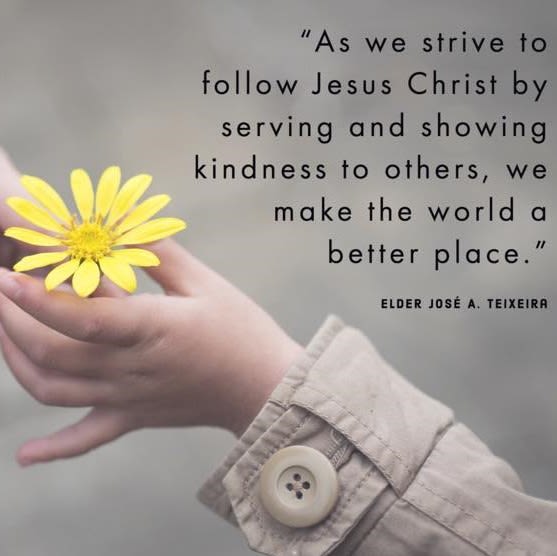 “As we strive to
follow Jesus Christ by
serving and showing
kindness to others, we
make the world a
better place.”
ELDER JOSÉ A. TEIXEIRA